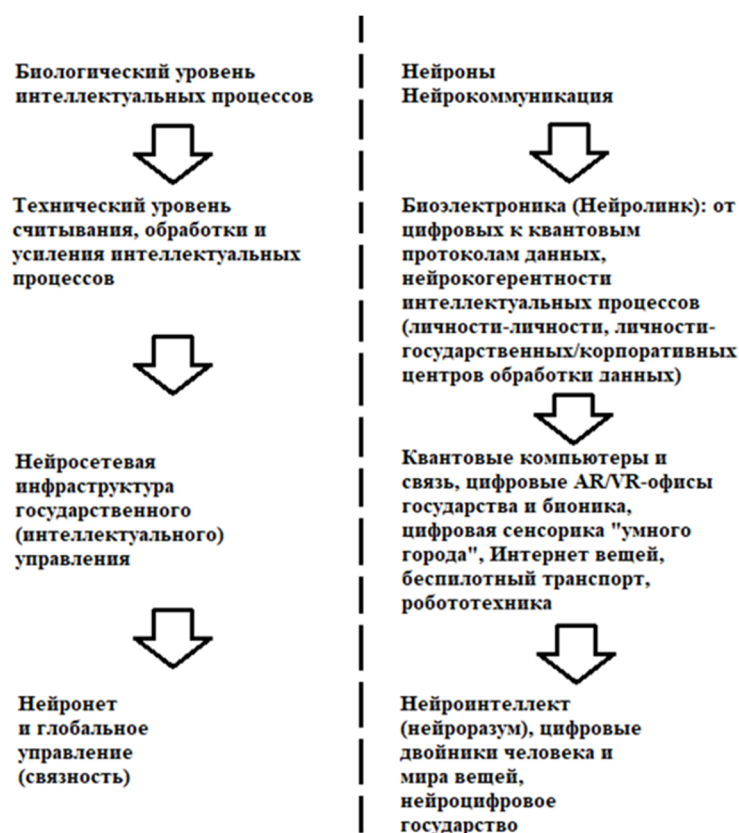 Биологический уровень
интеллектуальных процессов
Технический уровень
считывания, обработки и
усиления интеллектуальных
процессов
Нейросетевая
инфраструктура
государственного
(интеллектуального)
управления
Нейронет
и глобальное
управление
(связность)
Нейроны
Нейрокоммуникация
Биоэлектроника (Нейролинк): от
цифровых к квантовым
протоколам данных,
нейрокогерентности
интеллектуальных процессов
(личности-личности, личности-
государственных/корпоративных
центров обработки данных)
Квантовые компьютеры и
связь, цифровые AR/VR-офисы
государства и бионика,
цифровая сенсорика "умного
города", Интернет вещей,
беспилотный транспорт,
робототехника
Нейроинтеллект
(нейроразум), цифровые
двойники человека и
мира вещей,
нейроцифровое
государство